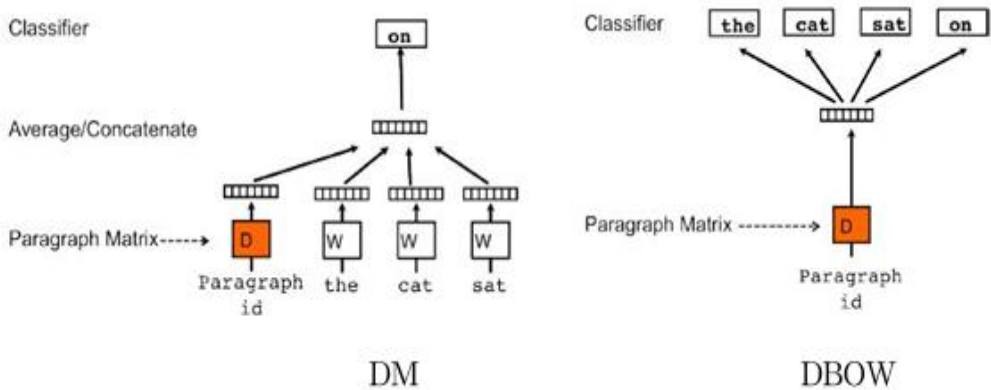 Classifier
on
Average/Concatenate
Paragraph Matrix
D
W
W
W
Paragraph
id
the
cat
sat
DM
Classifier
the
cat
sat
on
Paragraph Matrix
D
Paragraph
id
DBOW